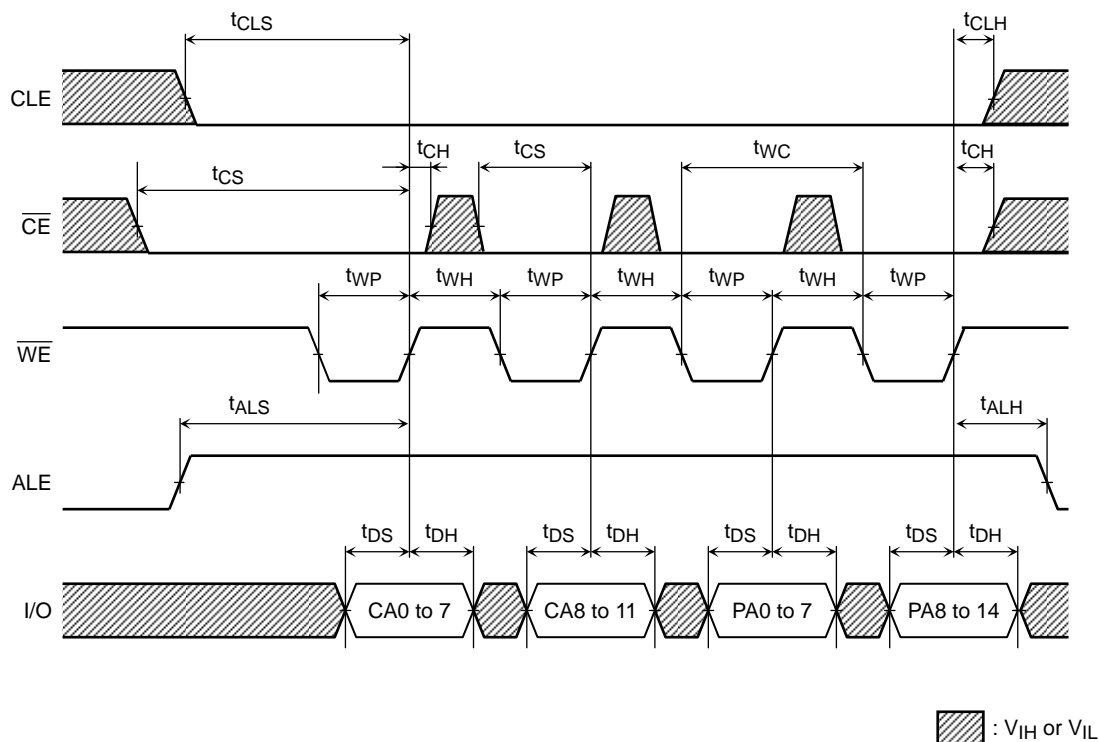 tCLS
tCLH
CLE
tCH
tCS
tWC
tCH
tCS
CE
tWP
tWH
tWP
tWH
tWP
tWH
tWP
WE
tALS
tALH
ALE
tDS
tDH
tDS
tDH
tDS
tDH
tDS
tDH
I/O
CA0 to 7
CA8 to 11
PA0 to 7
PA8 to 14
: VIH or VIL